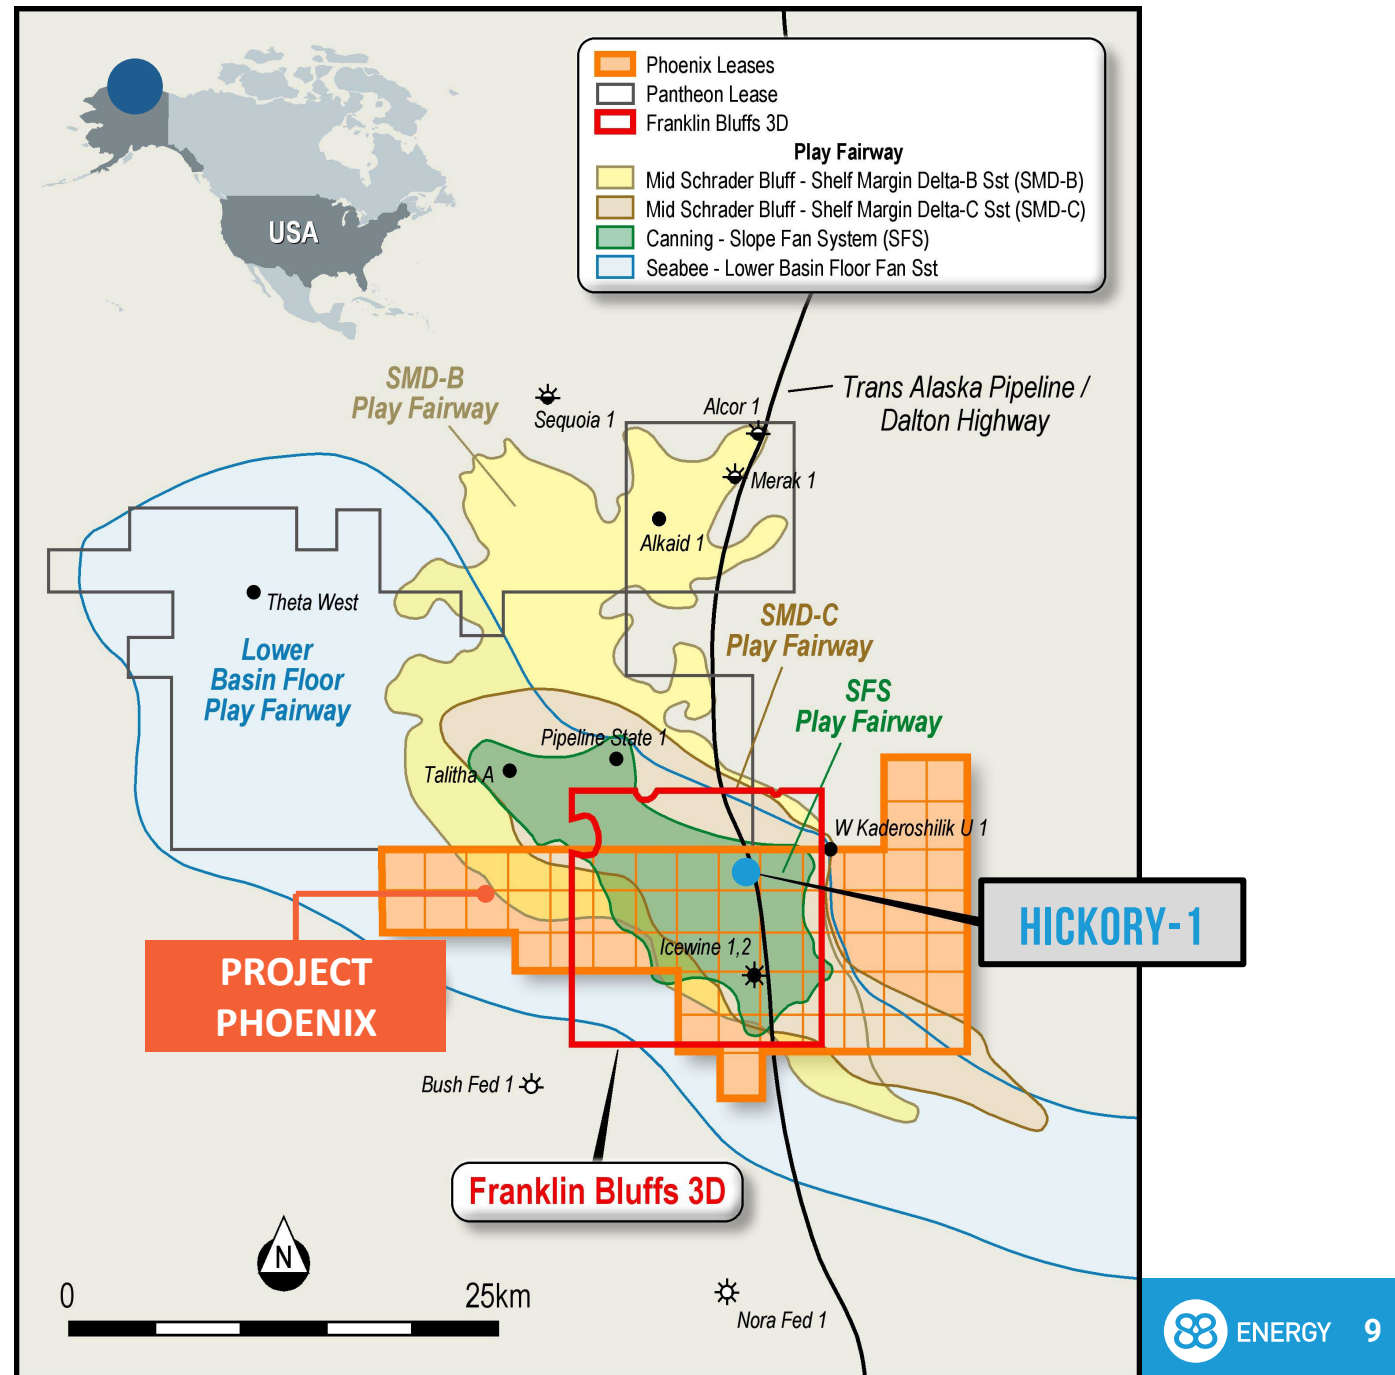 Phoenix Leases
Pantheon Lease
Franklin Bluffs 3D
Play Fairway
Mid Schrader Bluff - Shelf Margin Delta-B Sst (SMD-B)
Mid Schrader Bluff - Shelf Margin Delta-C Sst (SMD-C)
Canning - Slope Fan System (SFS)
Seabee - Lower Basin Floor Fan Sst
USA
SMD-B
Play Fairway
Sequoia 1
Alcor 1
Trans Alaska Pipeline /
Dalton Highway
Merak 1
Alkaid 1
Theta West
Lower
Basin Floor
Play Fairway
SMD-C
Play Fairway
SFS
Play Fairway
Pipeline State 1
Talitha A
W Kaderoshilik U 1
HICKORY-1
Icewine 1,2
PROJECT
PHOENIX
Bush Fed 1
Franklin Bluffs 3D
N
0 25km
Nora Fed 1
88 ENERGY 9